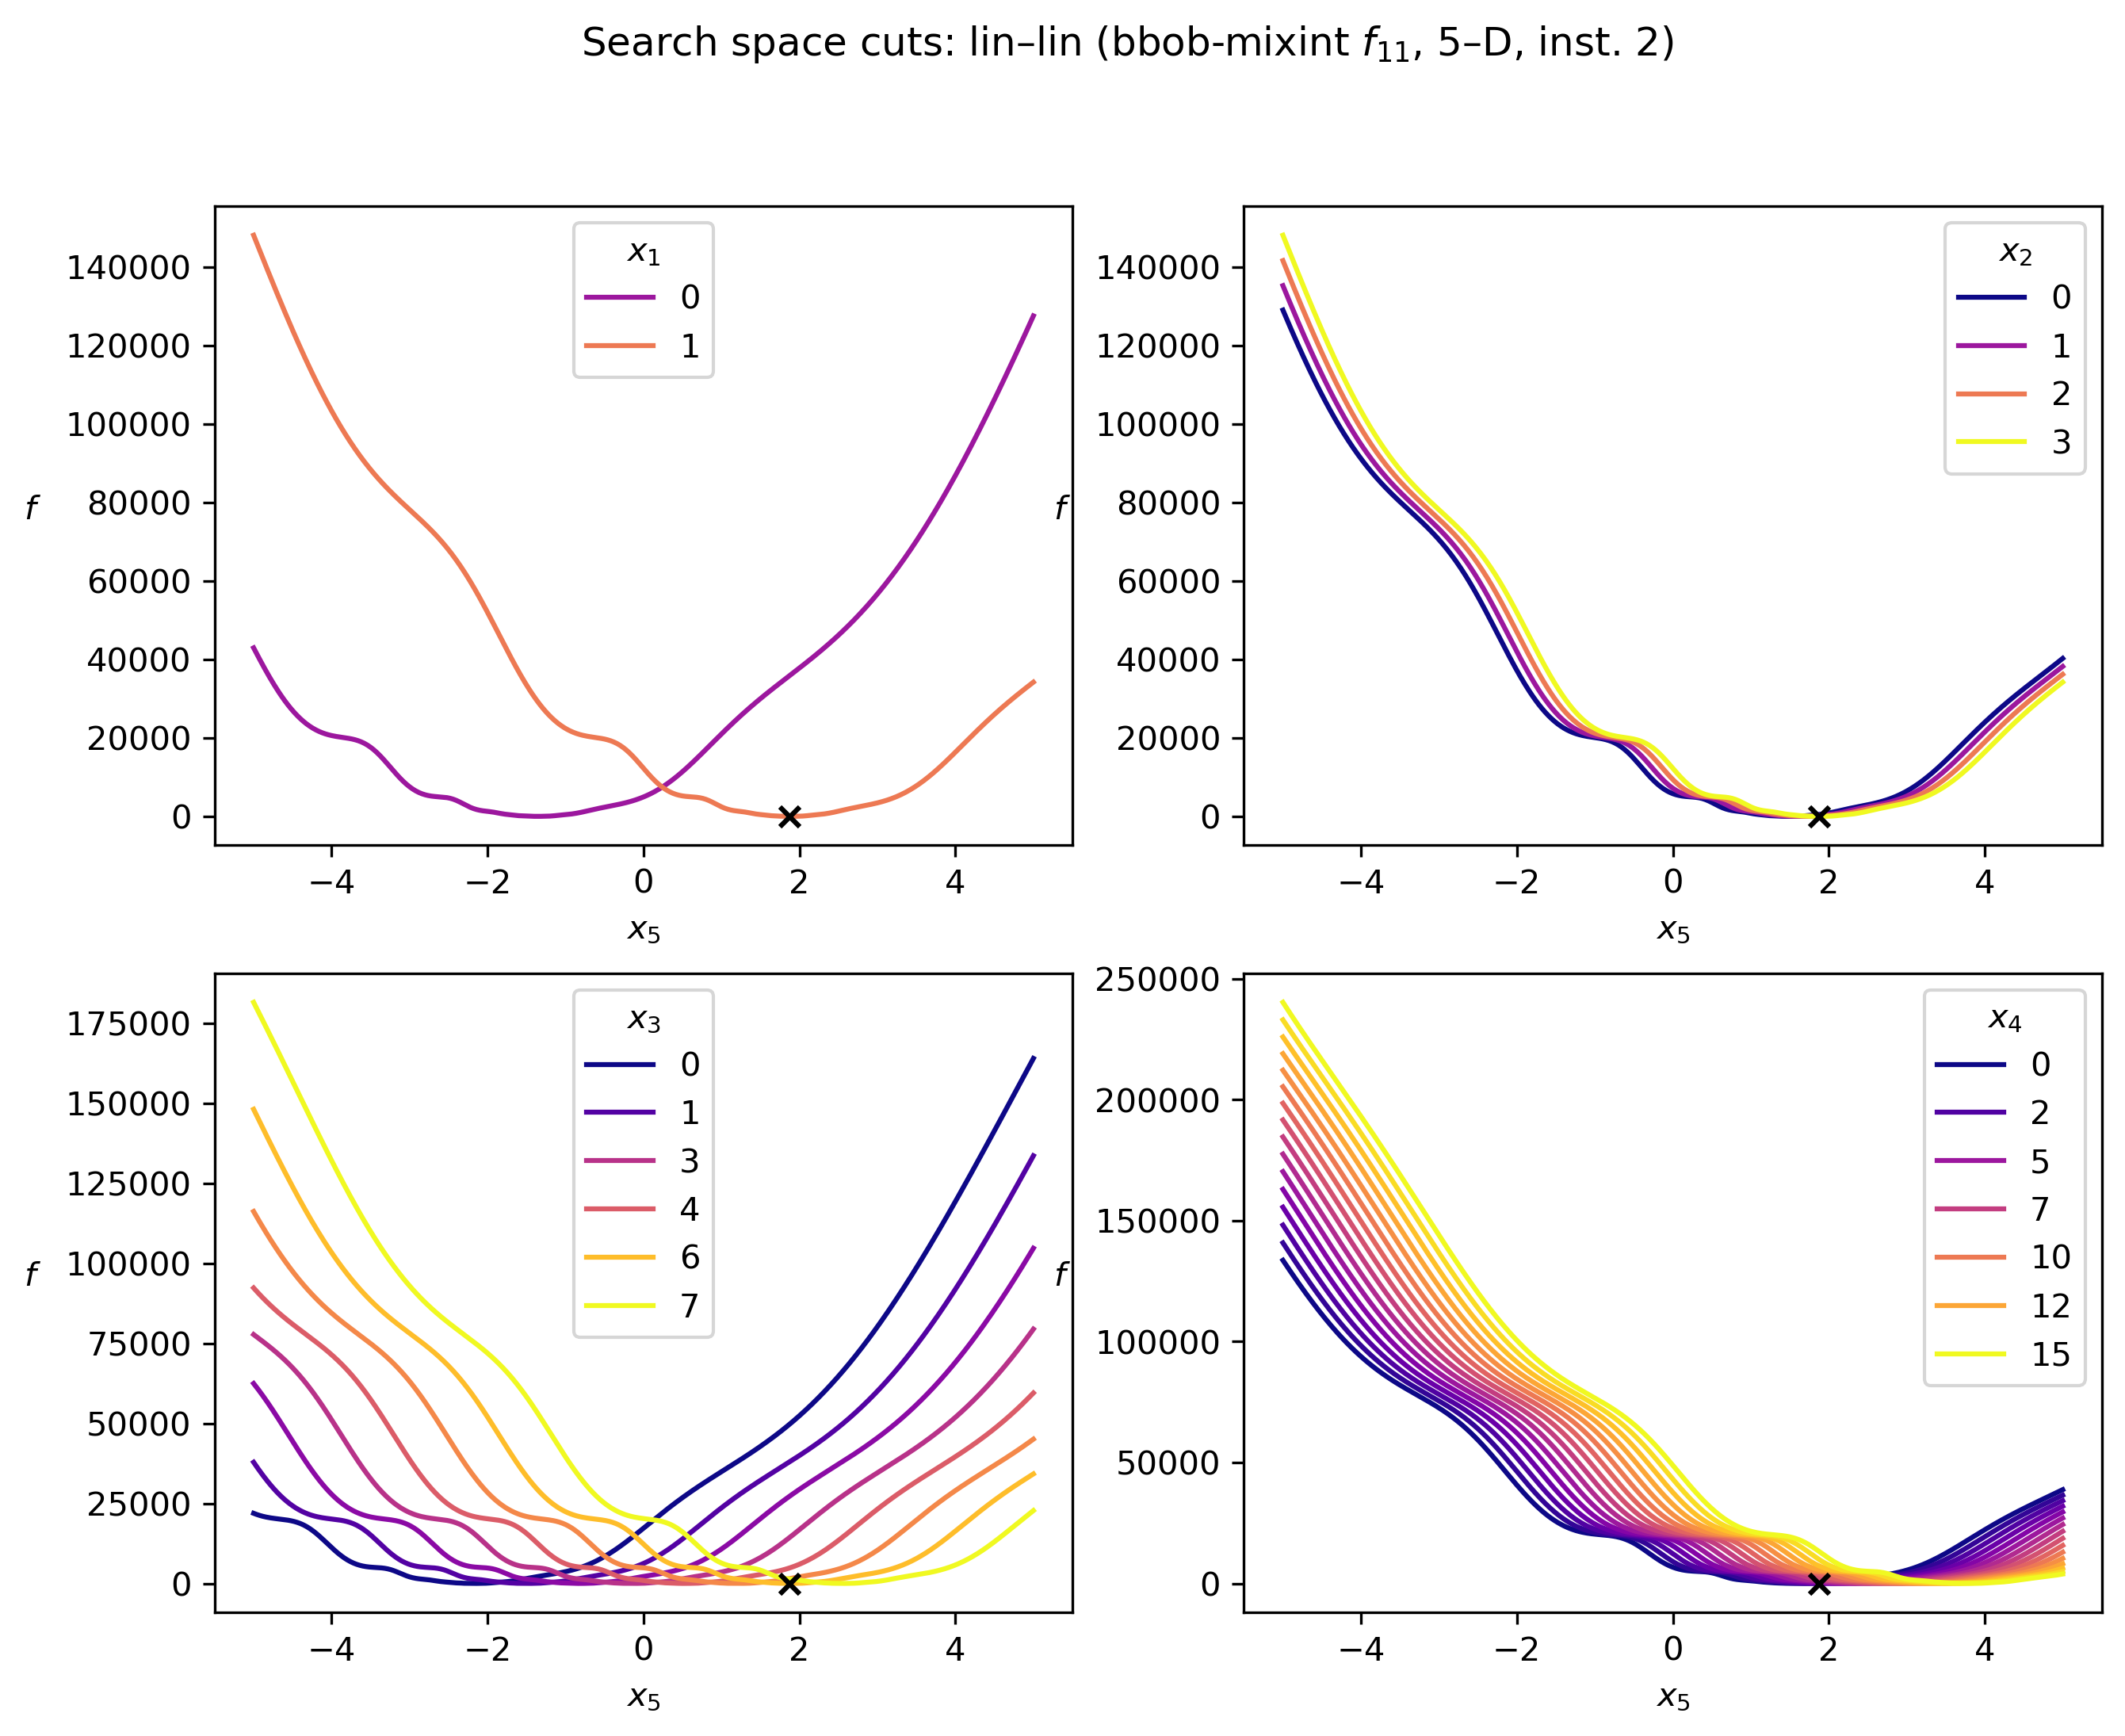 Search space cuts: lin–lin (bbob-mixint f11, 5–D, inst. 2)
x1
0
1
140000
120000
100000
80000
60000
40000
20000
0
f
−4 −2 0 2 4
x5
x2
0
1
2
3
140000
120000
100000
80000
60000
40000
20000
0
f
−4 −2 0 2 4
x5
x3
0
1
3
4
6
7
175000
150000
125000
100000
75000
50000
25000
0
f
−4 −2 0 2 4
x5
x4
0
2
5
7
10
12
15
250000
200000
150000
100000
50000
0
f
−4 −2 0 2 4
x5